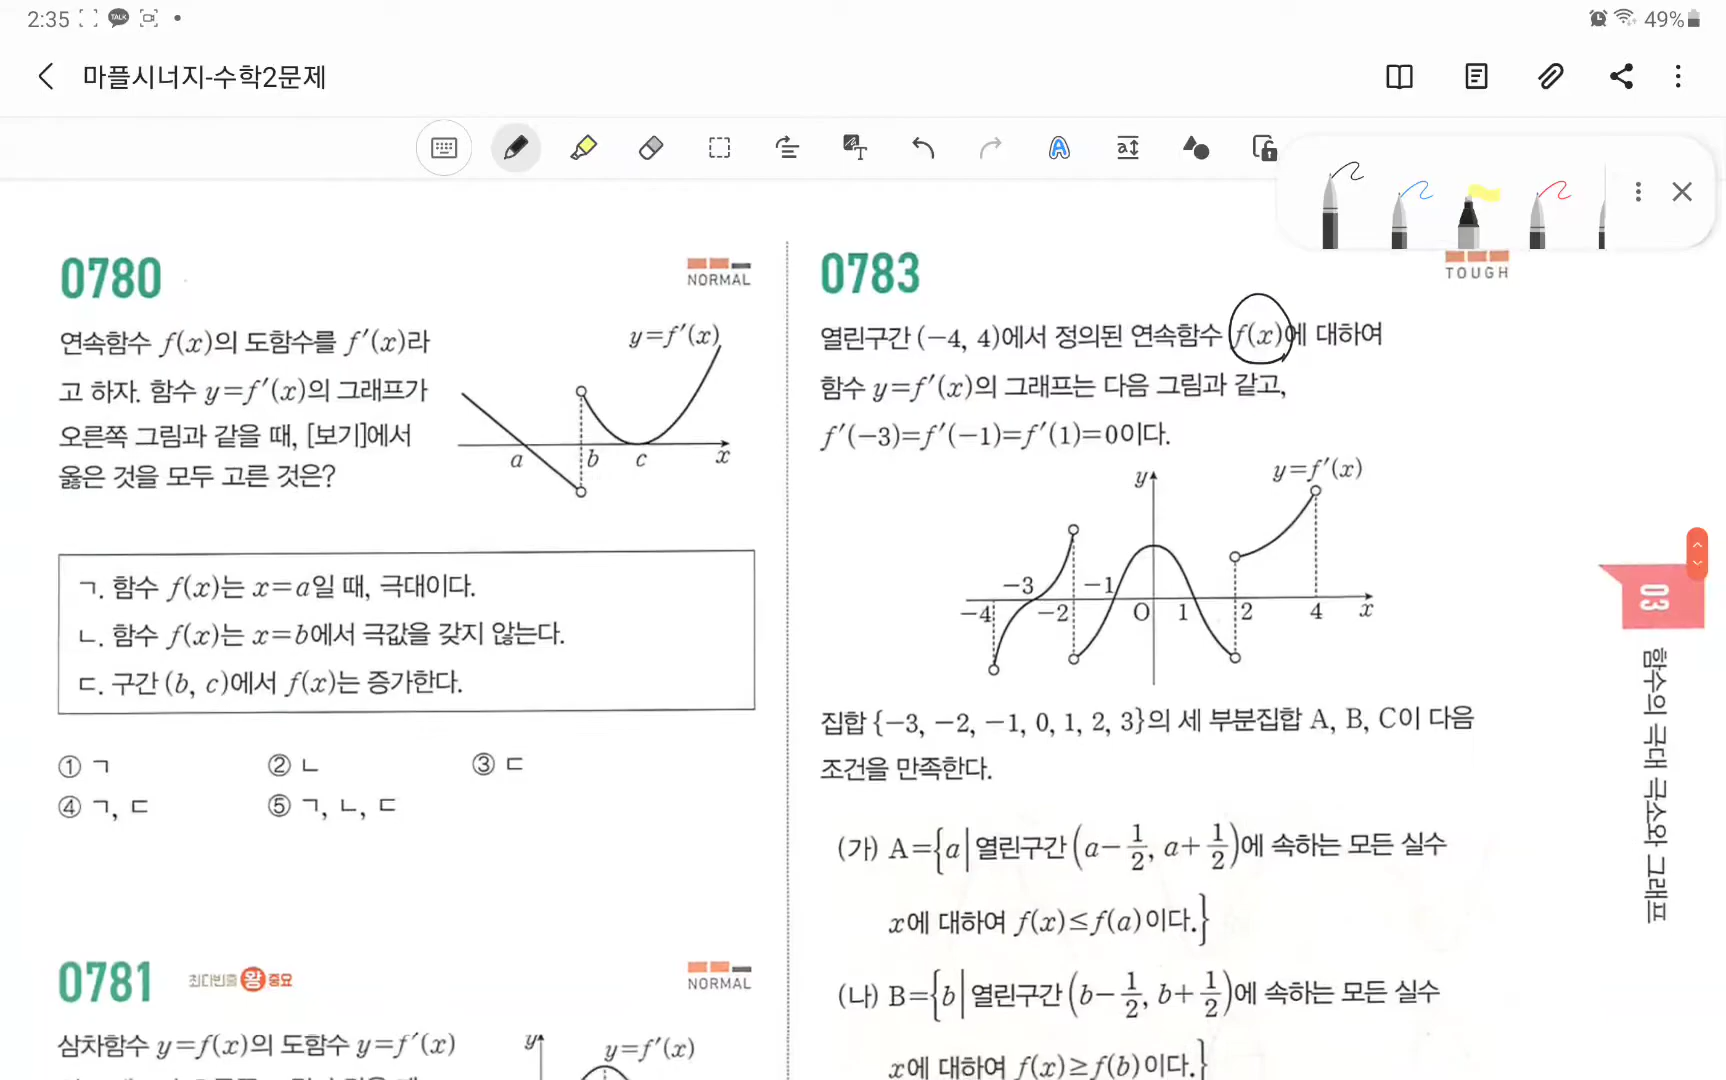 2:35
TALK
49%
마플시너지-수학2문제
0780
NORMAL
연속함수 f(x)의 도함수를 f′(x)라
고 하자. 함수 y=f′(x)의 그래프가
오른쪽 그림과 같을 때, [보기]에서
옳은 것을 모두 고른 것은?
y=f′(x)
a b c x
ㄱ. 함수 f(x)는 x=a일 때, 극대이다.
ㄴ. 함수 f(x)는 x=b에서 극값을 갖지 않는다.
ㄷ. 구간 (b, c)에서 f(x)는 증가한다.
① ㄱ ② ㄴ ③ ㄷ
④ ㄱ, ㄷ ⑤ ㄱ, ㄴ, ㄷ
0781 최다빈출 왕 중요
NORMAL
삼차함수 y=f(x)의 도함수 y=f′(x)
y
y=f′(x)
0783
TOUGH
열린구간 (−4, 4)에서 정의된 연속함수 f(x)에 대하여
함수 y=f′(x)의 그래프는 다음 그림과 같고,
f′(−3)=f′(−1)=f′(1)=0이다.
y
y=f′(x)
−3 −1
−4 −2 O 1 2 4 x
집합 {−3, −2, −1, 0, 1, 2, 3}의 세 부분집합 A, B, C이 다음
조건을 만족한다.
(가) A={a| 열린구간 (a−1/2, a+1/2)에 속하는 모든 실수
x에 대하여 f(x)≤f(a)이다.}
(나) B={b| 열린구간 (b−1/2, b+1/2)에 속하는 모든 실수
x에 대하여 f(x)≥f(b)이다.}
03
함수의 극대 극소와 그래프